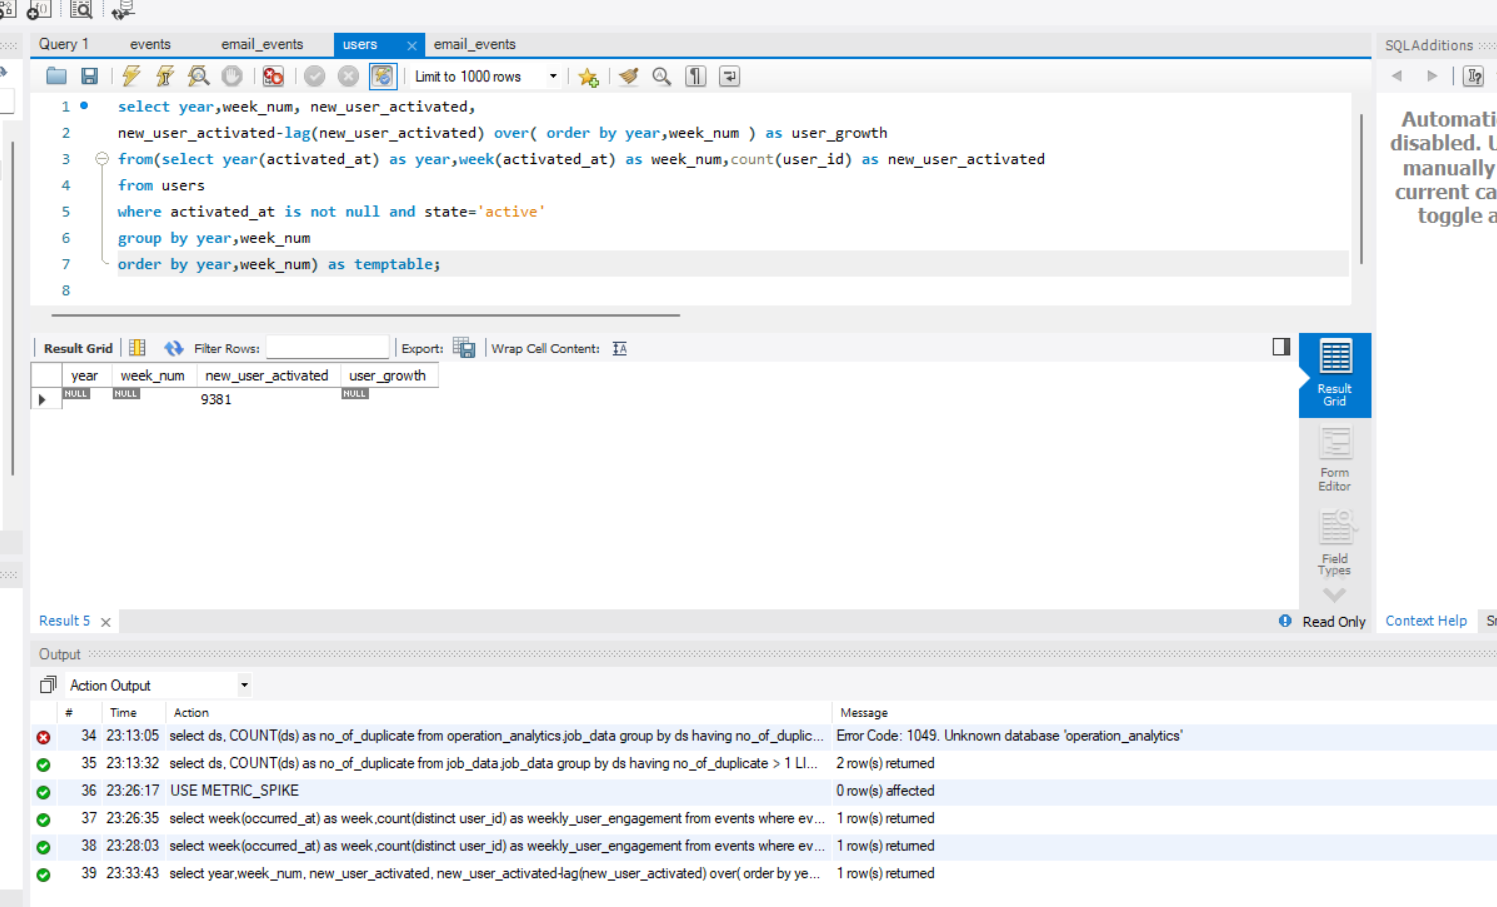 Query 1 events email_events users email_events
SQLAdditions
Limit to 1000 rows
1 select year,week_num, new_user_activated,
2 new_user_activated-lag(new_user_activated) over( order by year,week_num ) as user_growth
3 from(select year(activated_at) as year,week(activated_at) as week_num,count(user_id) as new_user_activated
4 from users
5 where activated_at is not null and state='active'
6 group by year,week_num
7 order by year,week_num) as temptable;
8
Automati
disabled. U
manually
current ca
toggle a
Result Grid Filter Rows: Export: Wrap Cell Content:
year week_num new_user_activated user_growth
NULL NULL 9381 NULL
Result
Grid
Form
Editor
Field
Types
Result 5 Read Only Context Help Sn
Output
Action Output
# Time Action Message
34 23:13:05 select ds, COUNT(ds) as no_of_duplicate from operation_analytics.job_data group by ds having no_of_duplic... Error Code: 1049. Unknown database 'operation_analytics'
35 23:13:32 select ds, COUNT(ds) as no_of_duplicate from job_data.job_data group by ds having no_of_duplicate > 1 LI... 2 row(s) returned
36 23:26:17 USE METRIC_SPIKE 0 row(s) affected
37 23:26:35 select week(occurred_at) as week,count(distinct user_id) as weekly_user_engagement from events where ev... 1 row(s) returned
38 23:28:03 select week(occurred_at) as week,count(distinct user_id) as weekly_user_engagement from events where ev... 1 row(s) returned
39 23:33:43 select year,week_num, new_user_activated, new_user_activated-lag(new_user_activated) over( order by ye... 1 row(s) returned